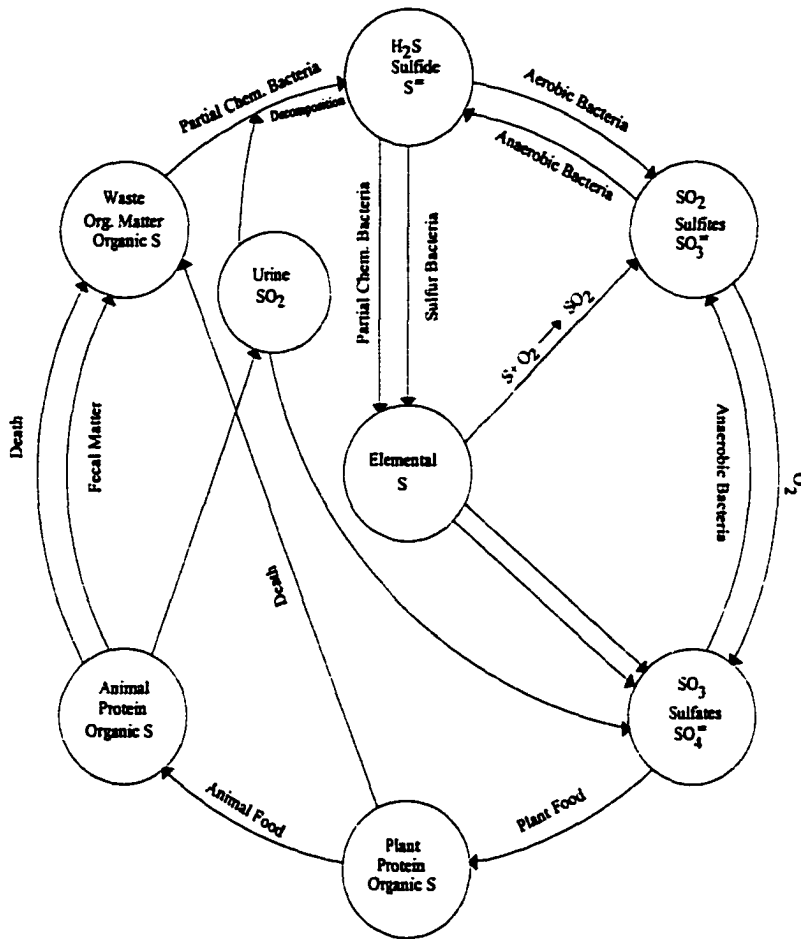 H₂S
Sulfide
S⁼
Partial Chem. Bacteria
Decomposition
Aerobic Bacteria
Anaerobic Bacteria
Waste
Org. Matter
Organic S
Urine
SO₂
SO₂
Sulfites
SO₃⁼
Partial Chem. Bacteria
Sulfur Bacteria
S + O₂ → SO₂
Death
Fecal Matter
Elemental
S
Anaerobic Bacteria
O₂
Death
Animal
Protein
Organic S
SO₃
Sulfates
SO₄⁼
Animal Food
Plant Food
Plant
Protein
Organic S